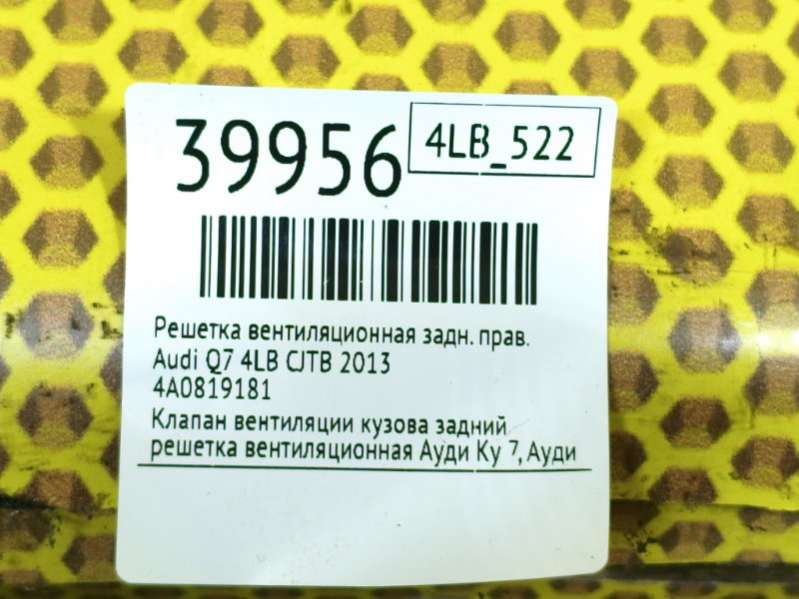 39956
4LB_522
Решетка вентиляционная задн. прав.
Audi Q7 4LB CJTB 2013
4A0819181
Клапан вентиляции кузова задний
решетка вентиляционная Ауди Ку 7, Ауди